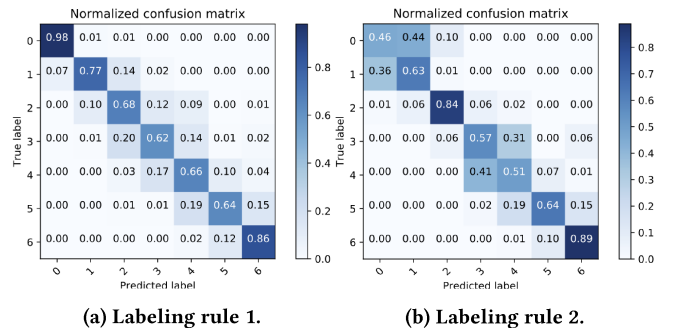 Normalized confusion matrix
0 0.98 0.01 0.01 0.00 0.00 0.00 0.00
1 0.07 0.77 0.14 0.02 0.00 0.00 0.00
2 0.00 0.10 0.68 0.12 0.09 0.00 0.01
3 0.00 0.01 0.20 0.62 0.14 0.01 0.02
4 0.00 0.00 0.03 0.17 0.66 0.10 0.04
5 0.00 0.00 0.01 0.01 0.19 0.64 0.15
6 0.00 0.00 0.00 0.00 0.02 0.12 0.86
0 1 2 3 4 5 6
True label
Predicted label
0.8
0.6
0.4
0.2
0.0
(a) Labeling rule 1.
Normalized confusion matrix
0 0.46 0.44 0.10 0.00 0.00 0.00 0.00
1 0.36 0.63 0.01 0.00 0.00 0.00 0.00
2 0.01 0.06 0.84 0.06 0.02 0.00 0.01
3 0.00 0.00 0.06 0.57 0.31 0.00 0.06
4 0.00 0.00 0.00 0.41 0.51 0.07 0.01
5 0.00 0.00 0.00 0.02 0.19 0.64 0.15
6 0.00 0.00 0.00 0.00 0.01 0.10 0.89
0 1 2 3 4 5 6
True label
Predicted label
0.8
0.7
0.6
0.5
0.4
0.3
0.2
0.1
0.0
(b) Labeling rule 2.